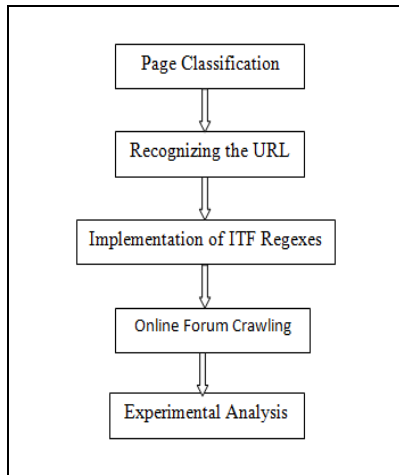 Page Classification
Recognizing the URL
Implementation of ITF Regexes
Online Forum Crawling
Experimental Analysis